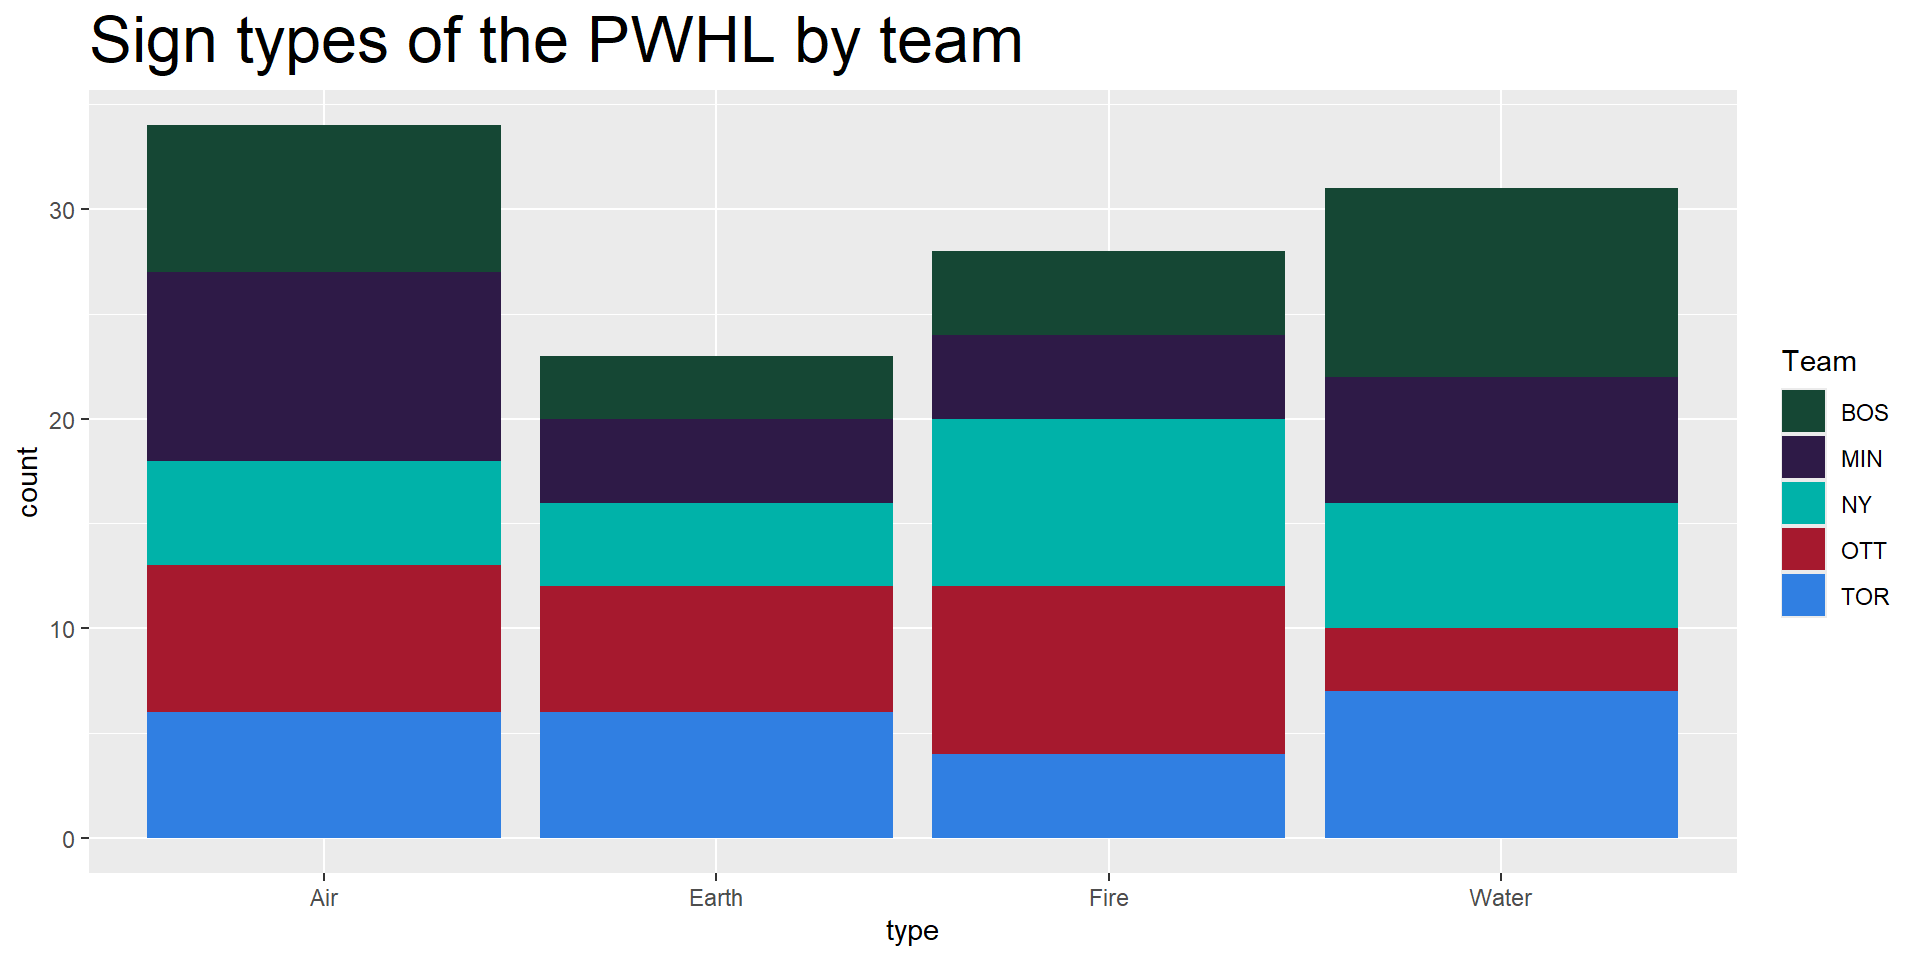 Sign types of the PWHL by team
count
30
20
10
0
Air Earth Fire Water
type
Team
BOS
MIN
NY
OTT
TOR